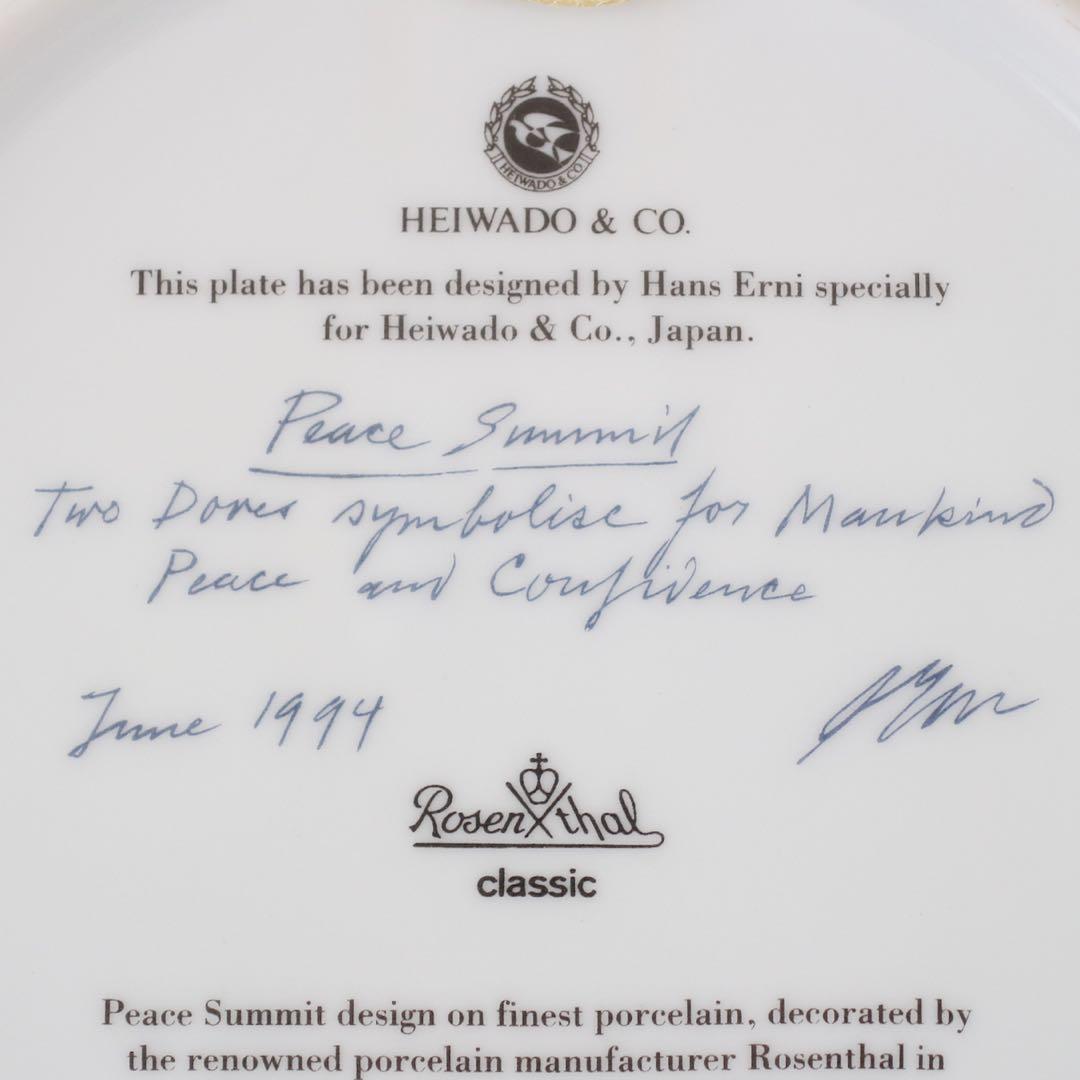 HEIWADO & CO.
HEIWADO & CO.
This plate has been designed by Hans Erni specially
for Heiwado & Co., Japan.
Peace Summit
Two Doves symbolise for Mankind
Peace and Confidence
June 1994
Rosenthal
classic
Peace Summit design on finest porcelain, decorated by
the renowned porcelain manufacturer Rosenthal in